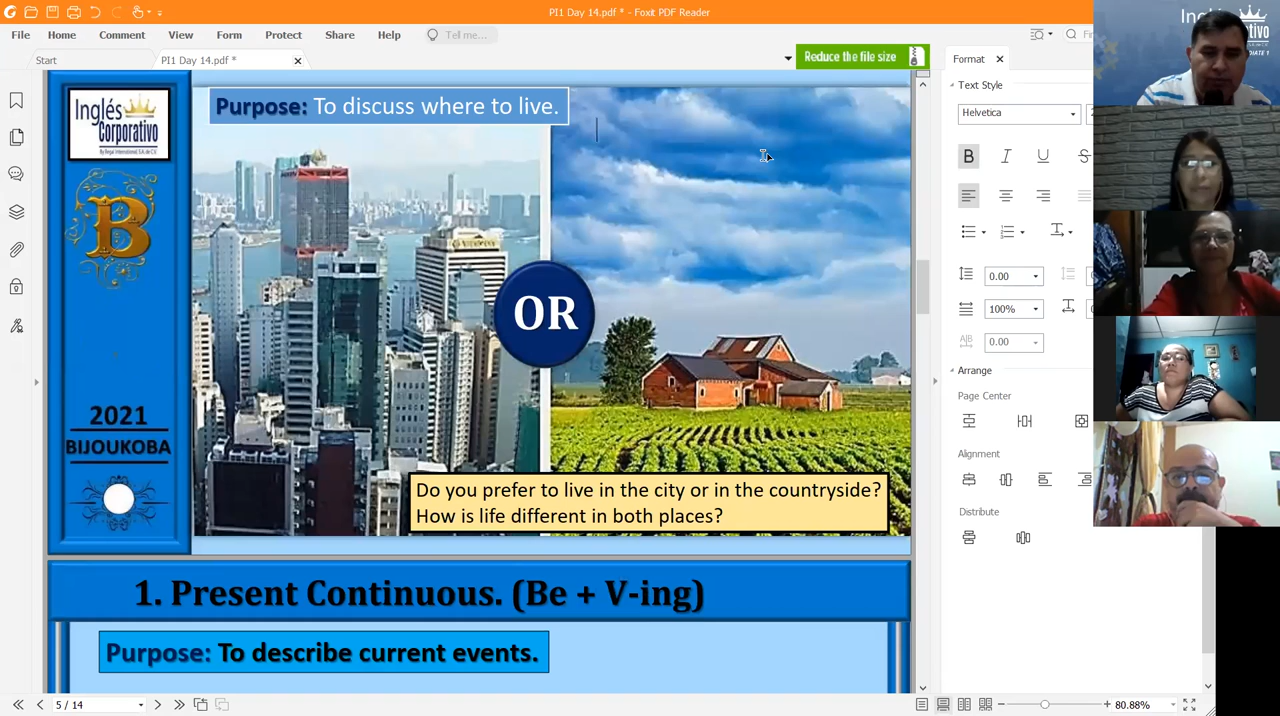 PI1 Day 14.pdf * - Foxit PDF Reader
File
Home
Comment
View
Form
Protect
Share
Help
Tell me...
Start
PI1 Day 14.pdf *
Reduce the file size
Purpose: To discuss where to live.
Inglés
Corporativo
By Regal International, S.A. de C.V.
B
2021
BIJOUKOBA
OR
Do you prefer to live in the city or in the countryside?
How is life different in both places?
1. Present Continuous. (Be + V-ing)
Purpose: To describe current events.
Format
Text Style
Helvetica
B
I
U
S
0.00
100%
0.00
Arrange
Page Center
Alignment
Distribute
5 / 14
80.88%